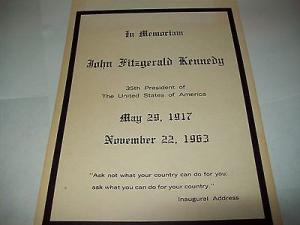 In Memoriam
John Fitzgerald Kennedy
35th President of
The United States of America
May 29, 1917
November 22, 1963
"Ask not what your country can do for you;
ask what you can do for your country."
Inaugural Address